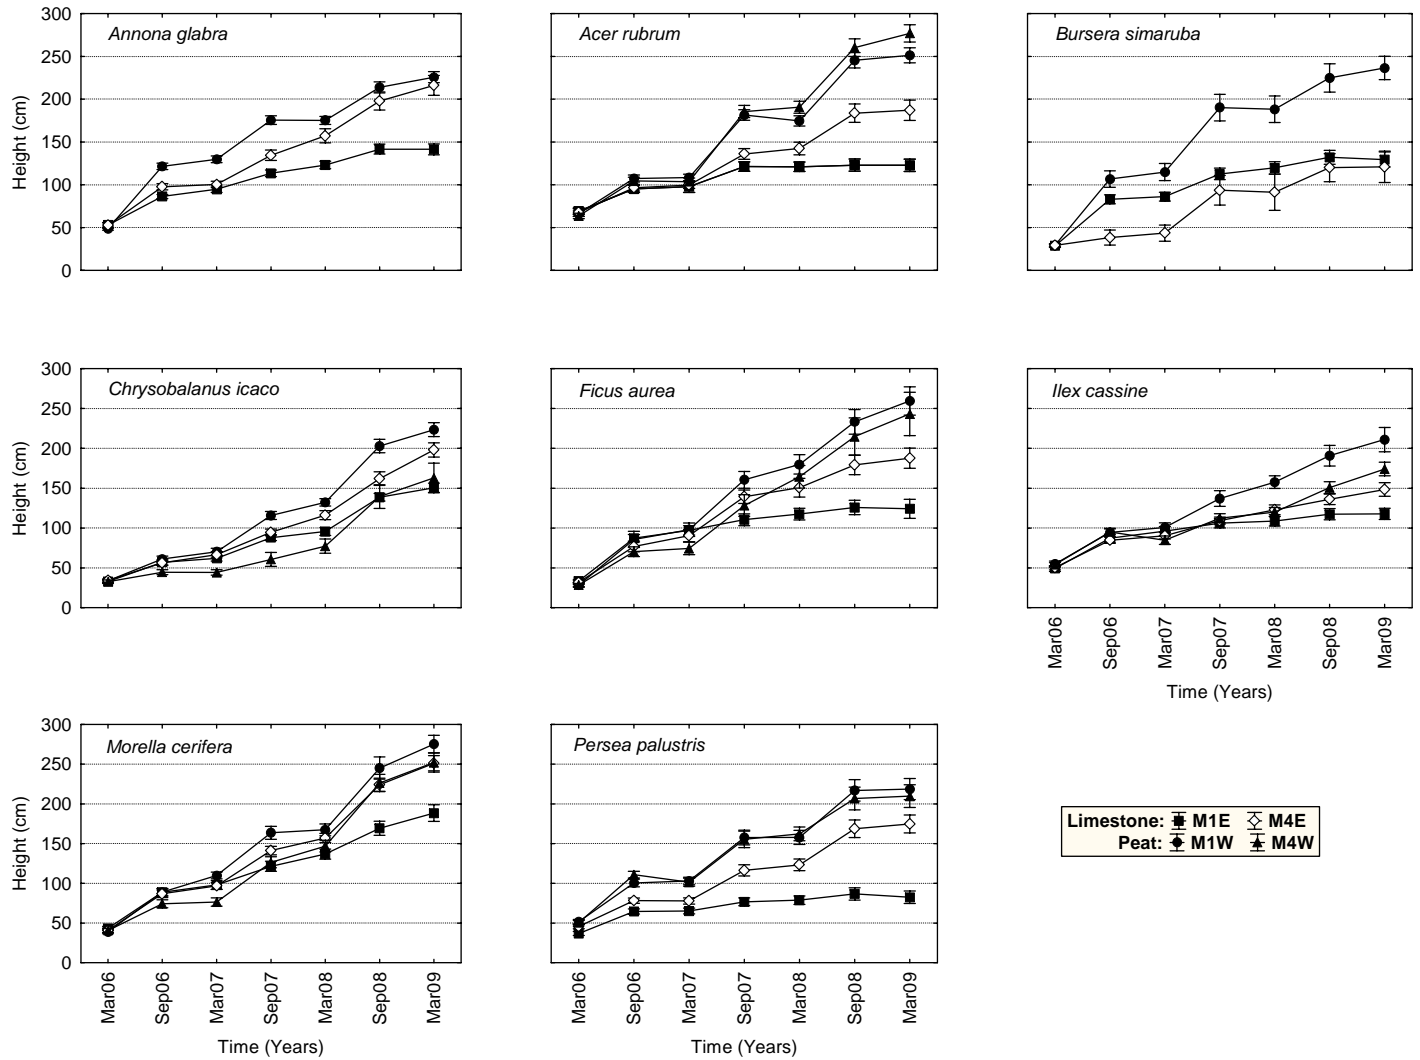 Annona glabra
Acer rubrum
Bursera simaruba
300
250
200
150
100
50
0
Height (cm)
Chrysobalanus icaco
Ficus aurea
Ilex cassine
300
250
200
150
100
50
0
Height (cm)
Mar06
Sep06
Mar07
Sep07
Mar08
Sep08
Mar09
Time (Years)
Morella cerifera
Persea palustris
300
250
200
150
100
50
0
Height (cm)
Limestone: M1E M4E
Peat: M1W M4W
Mar06
Sep06
Mar07
Sep07
Mar08
Sep08
Mar09
Time (Years)
Mar06
Sep06
Mar07
Sep07
Mar08
Sep08
Mar09
Time (Years)